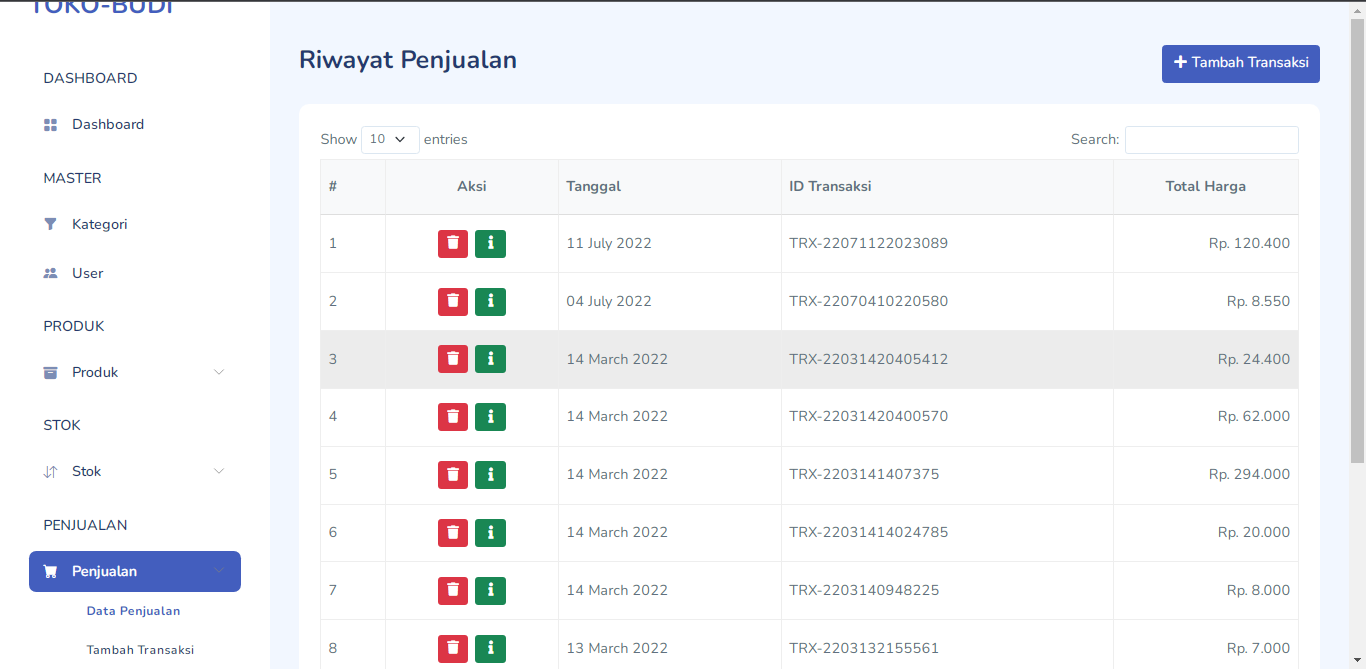 TOKO-BUDI
DASHBOARD
Dashboard
MASTER
Kategori
User
PRODUK
Produk
STOK
Stok
PENJUALAN
Penjualan
Data Penjualan
Tambah Transaksi
Riwayat Penjualan
Tambah Transaksi
Show 10 entries
Search:
# Aksi Tanggal ID Transaksi Total Harga
1 11 July 2022 TRX-22071122023089 Rp. 120.400
2 04 July 2022 TRX-22070410220580 Rp. 8.550
3 14 March 2022 TRX-22031420405412 Rp. 24.400
4 14 March 2022 TRX-22031420400570 Rp. 62.000
5 14 March 2022 TRX-2203141407375 Rp. 294.000
6 14 March 2022 TRX-22031414024785 Rp. 20.000
7 14 March 2022 TRX-2203140948225 Rp. 8.000
8 13 March 2022 TRX-2203132155561 Rp. 7.000